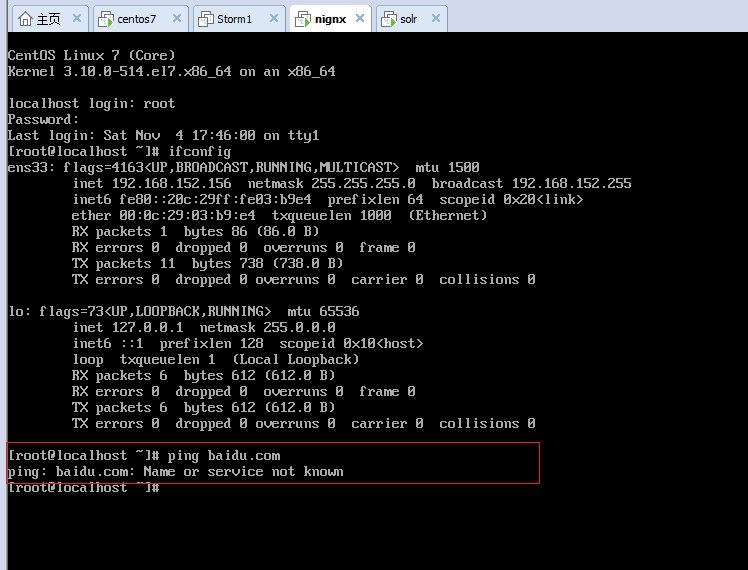 主页 centos7 Storm1 nignx solr
CentOS Linux 7 (Core)
Kernel 3.10.0-514.el7.x86_64 on an x86_64
localhost login: root
Password:
Last login: Sat Nov  4 17:46:00 on tty1
[root@localhost ~]# ifconfig
ens33: flags=4163<UP,BROADCAST,RUNNING,MULTICAST>  mtu 1500
        inet 192.168.152.156  netmask 255.255.255.0  broadcast 192.168.152.255
        inet6 fe80::20c:29ff:fe03:b9e4  prefixlen 64  scopeid 0x20<link>
        ether 00:0c:29:03:b9:e4  txqueuelen 1000  (Ethernet)
        RX packets 1  bytes 86 (86.0 B)
        RX errors 0  dropped 0  overruns 0  frame 0
        TX packets 11  bytes 738 (738.0 B)
        TX errors 0  dropped 0 overruns 0  carrier 0  collisions 0
lo: flags=73<UP,LOOPBACK,RUNNING>  mtu 65536
        inet 127.0.0.1  netmask 255.0.0.0
        inet6 ::1  prefixlen 128  scopeid 0x10<host>
        loop  txqueuelen 1  (Local Loopback)
        RX packets 6  bytes 612 (612.0 B)
        RX errors 0  dropped 0  overruns 0  frame 0
        TX packets 6  bytes 612 (612.0 B)
        TX errors 0  dropped 0 overruns 0  carrier 0  collisions 0
[root@localhost ~]# ping baidu.com
ping: baidu.com: Name or service not known
[root@localhost ~]#